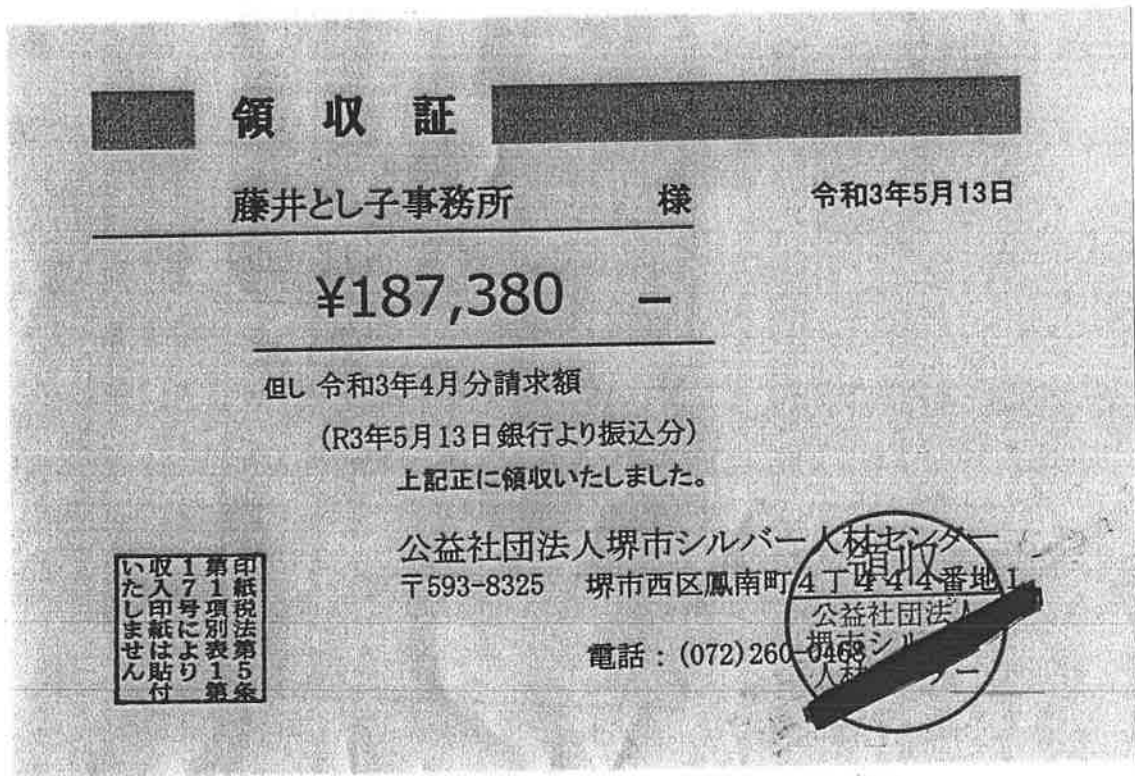 領収証
藤井とし子事務所 様
令和3年5月13日
¥187,380 −
但し 令和3年4月分請求額
(R3年5月13日銀行より振込分)
上記正に領収いたしました。
公益社団法人堺市シルバー人材センター
〒593-8325 堺市西区鳳南町4丁444番地1
電話：(072)260-0468
印紙税法第5条
第1項別表1第
17号により
収入印紙は貼付
いたしません
領収
公益社団法人
堺市シル
人材 ー